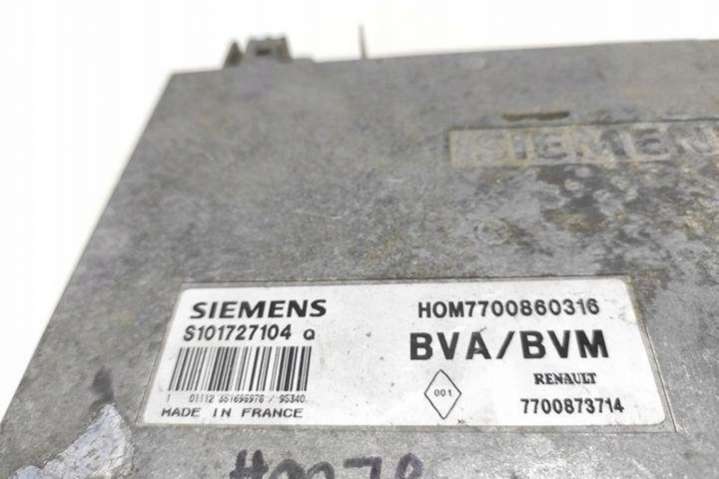 SIEMENS
SIEMENS
S101727104 a
HOM7700860316
BVA/BVM
001
RENAULT
7700873714
MADE IN FRANCE